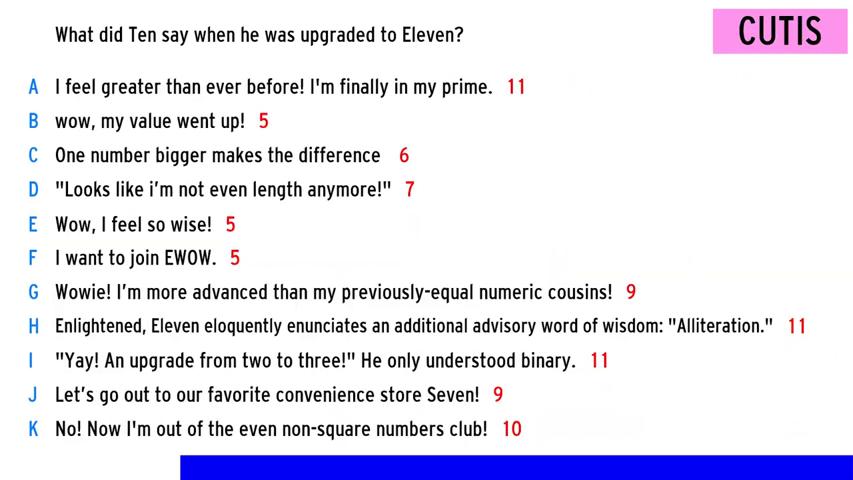 What did Ten say when he was upgraded to Eleven?
CUTIS
A I feel greater than ever before! I'm finally in my prime. 11
B wow, my value went up! 5
C One number bigger makes the difference 6
D "Looks like i’m not even length anymore!" 7
E Wow, I feel so wise! 5
F I want to join EWOW. 5
G Wowie! I’m more advanced than my previously-equal numeric cousins! 9
H Enlightened, Eleven eloquently enunciates an additional advisory word of wisdom: "Alliteration." 11
I "Yay! An upgrade from two to three!" He only understood binary. 11
J Let’s go out to our favorite convenience store Seven! 9
K No! Now I'm out of the even non-square numbers club! 10